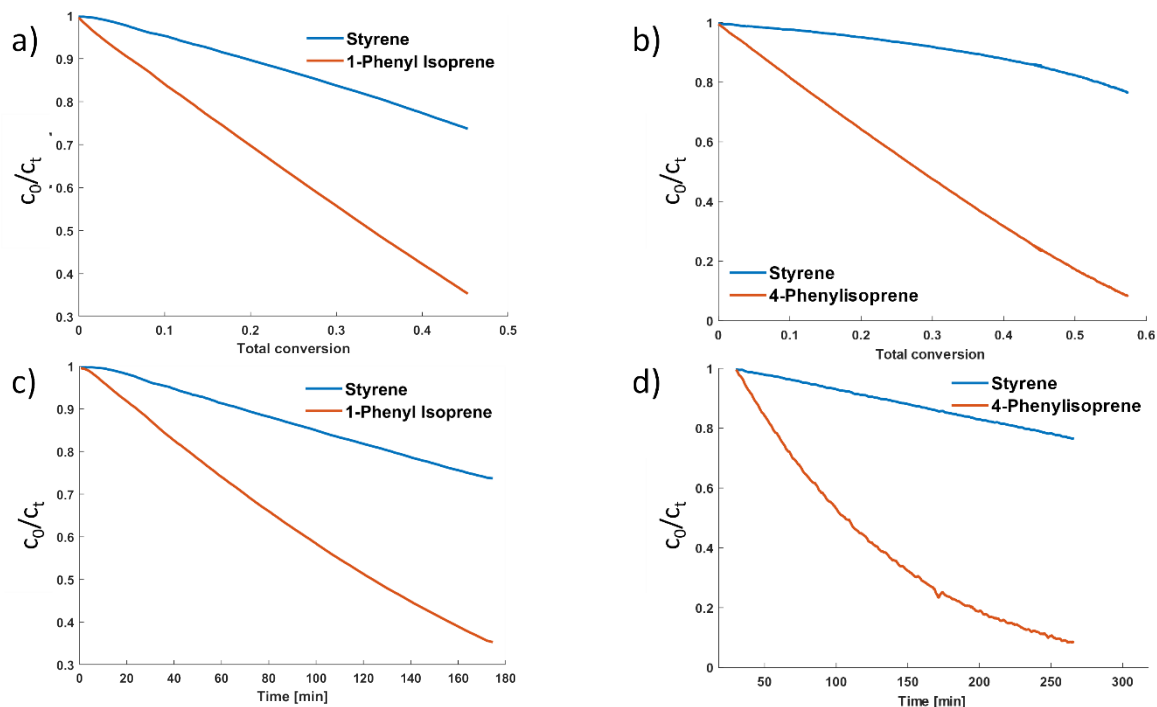 a)
1
0.9
0.8
0.7
0.6
0.5
0.4
0.3
c₀/cₜ
Styrene
1-Phenyl Isoprene
0 0.1 0.2 0.3 0.4 0.5
Total conversion
b)
1
0.8
0.6
0.4
0.2
0
c₀/cₜ
Styrene
4-Phenylisoprene
0 0.1 0.2 0.3 0.4 0.5 0.6
Total conversion
c)
1
0.9
0.8
0.7
0.6
0.5
0.4
0.3
c₀/cₜ
Styrene
1-Phenyl Isoprene
0 20 40 60 80 100 120 140 160 180
Time [min]
d)
1
0.8
0.6
0.4
0.2
0
c₀/cₜ
Styrene
4-Phenylisoprene
50 100 150 200 250 300
Time [min]